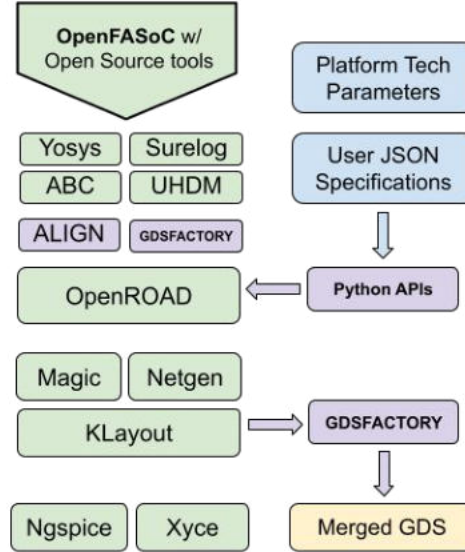 OpenFASoC w/
Open Source tools
Platform Tech
Parameters
Yosys
Surelog
ABC
UHDM
User JSON
Specifications
ALIGN
GDSFACTORY
OpenROAD
Python APIs
Magic
Netgen
KLayout
GDSFACTORY
Ngspice
Xyce
Merged GDS